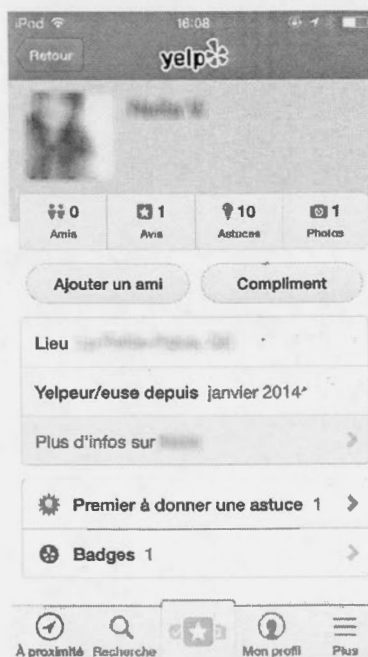 iPod 16:08
Retour yelp
0 1 10 1
Amis Avis Astuces Photos
Ajouter un ami Compliment
Lieu
Yelpeur/euse depuis janvier 2014
Plus d'infos sur
Premier à donner une astuce 1
Badges 1
À proximité Recherche Mon profil Plus